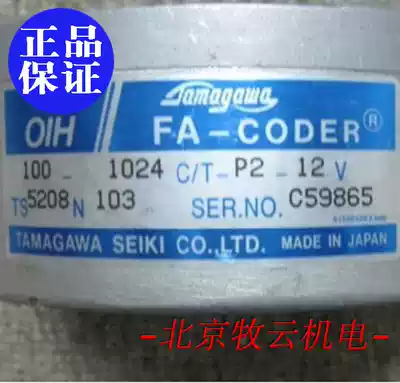 正品
保证
Tamagawa
OIH FA-CODER®
100 - 1024 C/T- P2 - 12 V
TS5208 N 103 SER.NO. C59865
TAMAGAWA SEIKI CO.,LTD. MADE IN JAPAN
-北京牧云机电-